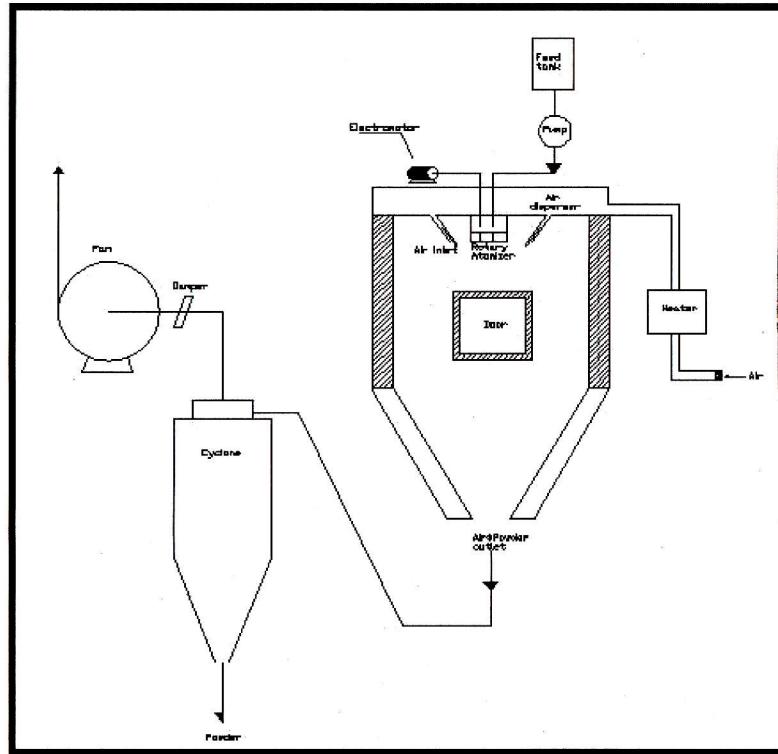 Feed
tank
Pump
Electromotor
Air
disperser
Air Inlet
Rotary
Atomizer
Fan
Damper
Door
Heater
Air
Cyclone
Air&Powder
outlet
Powder